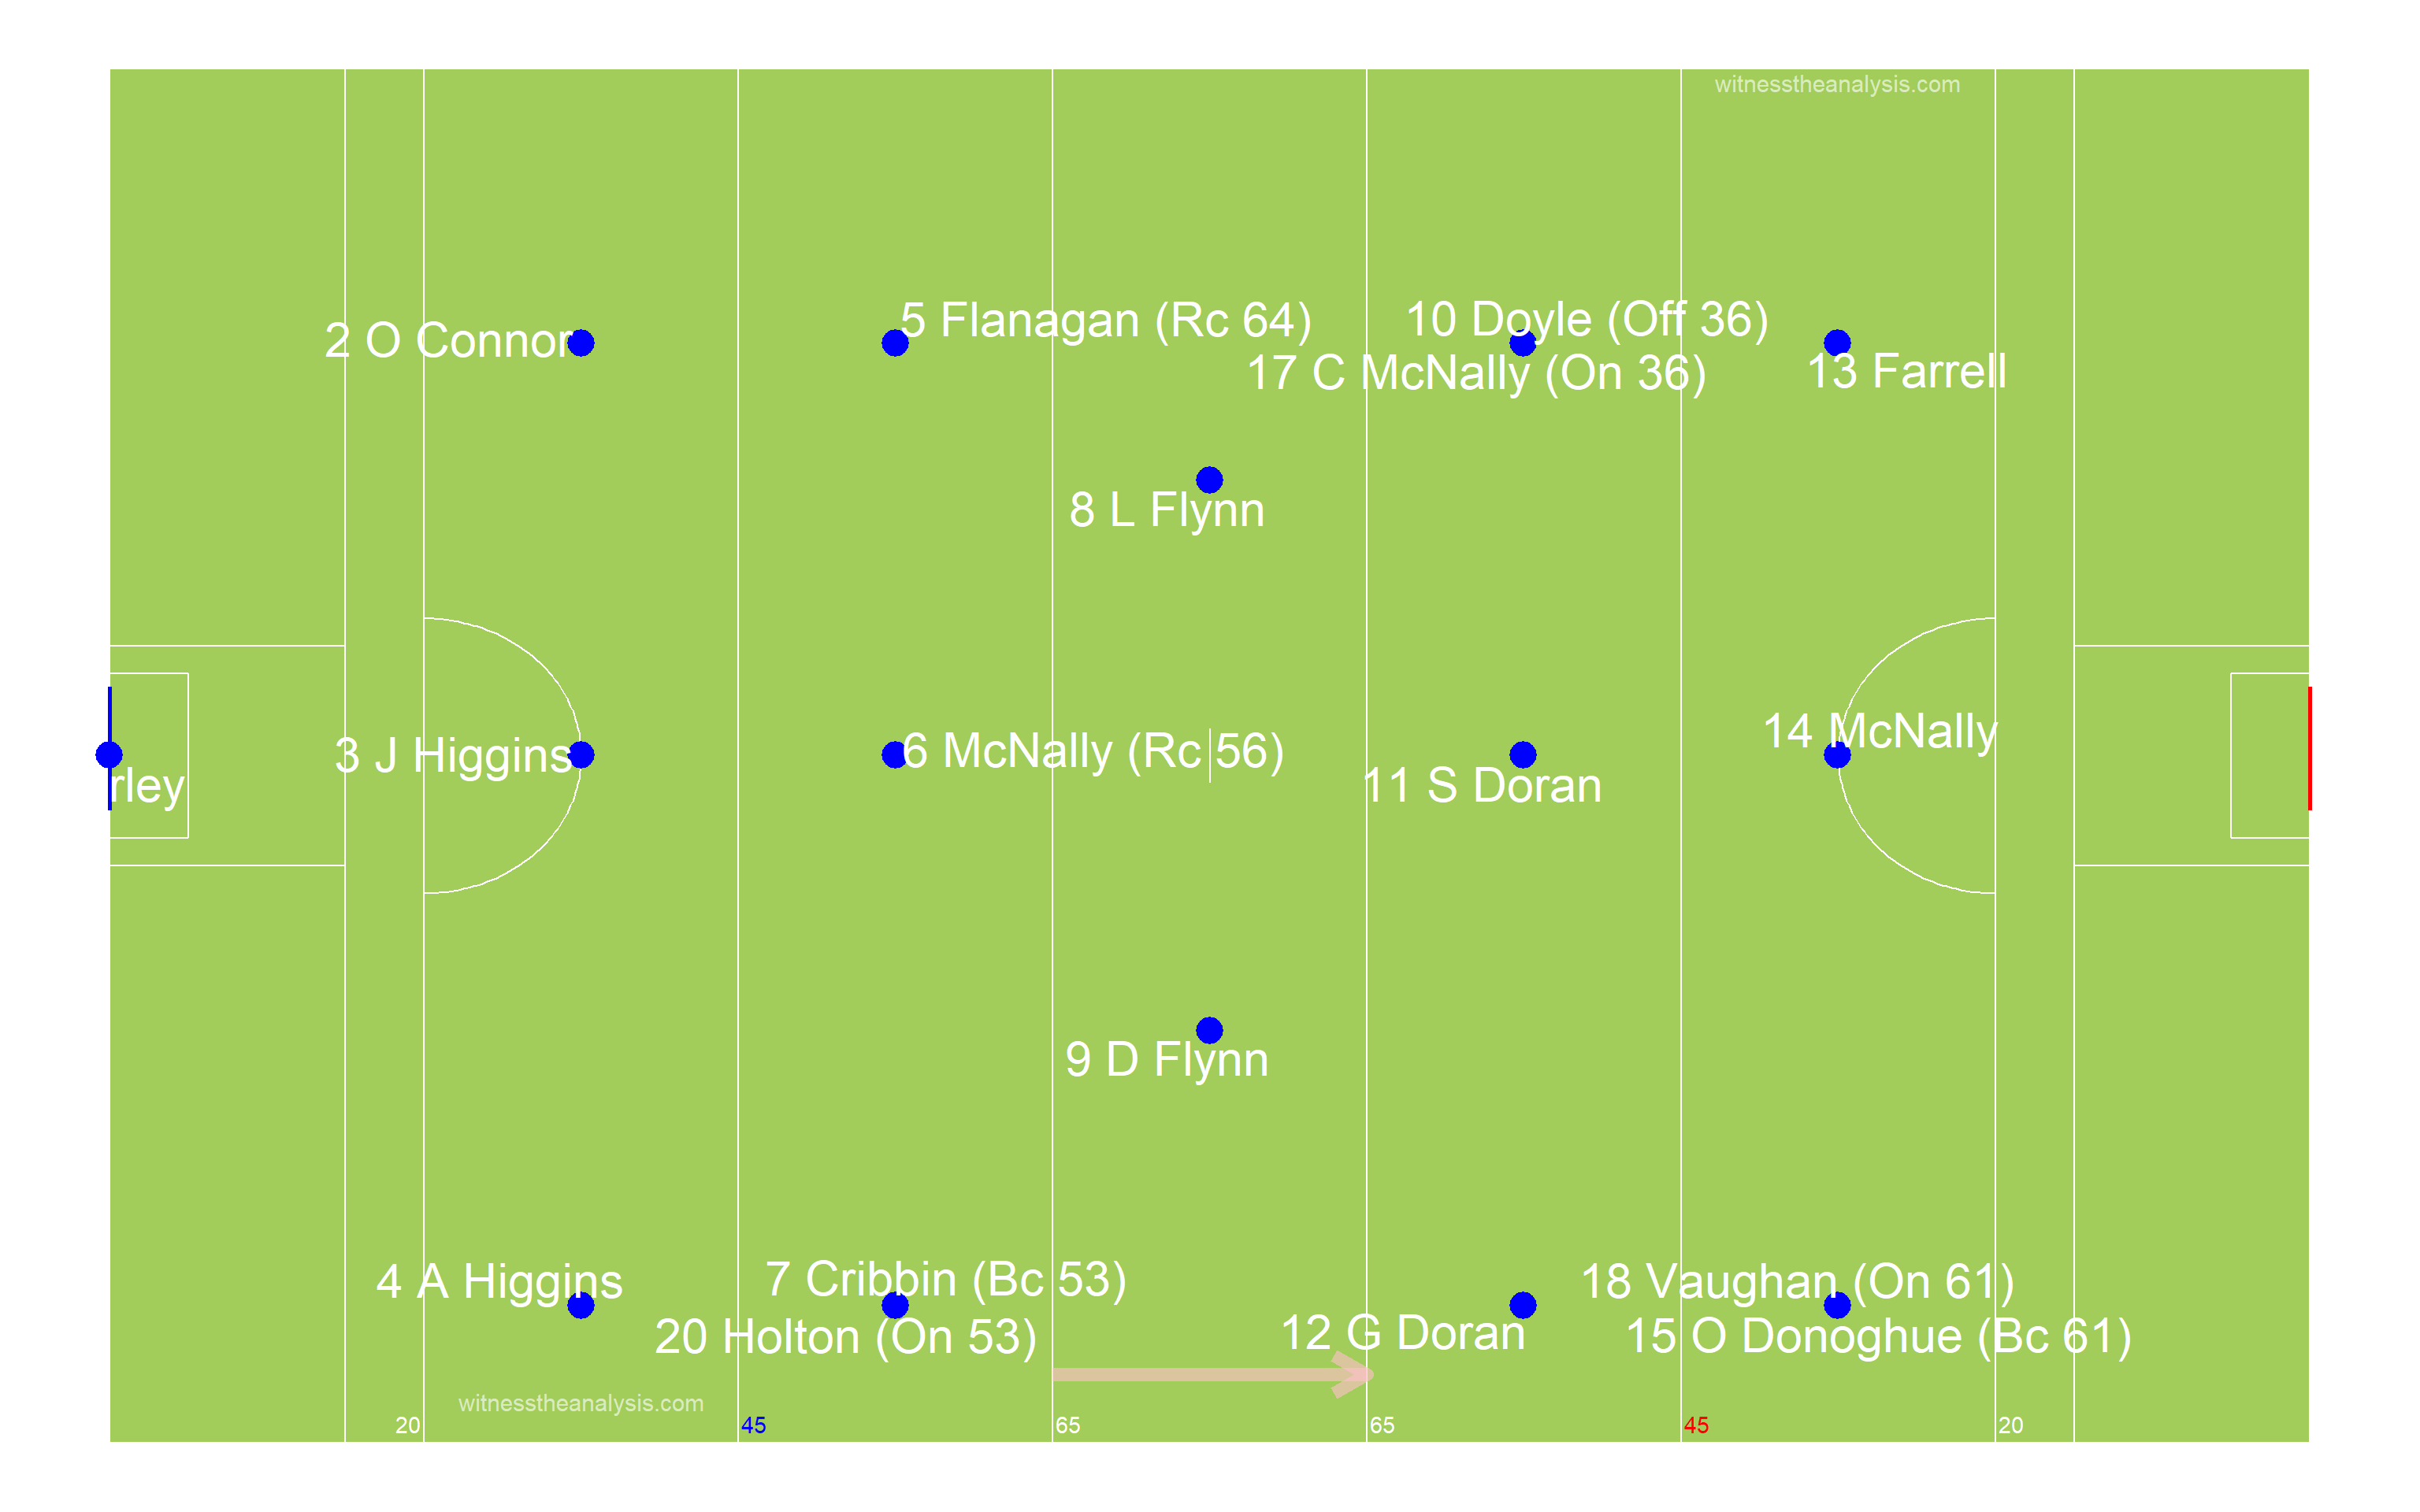 witnesstheanalysis.com
5 Flanagan (Rc 64)
10 Doyle (Off 36)
2 O Connor
17 C McNally (On 36)
13 Farrell
8 L Flynn
14 McNally
3 J Higgins
6 McNally (Rc 56)
rley
11 S Doran
9 D Flynn
4 A Higgins
7 Cribbin (Bc 53)
18 Vaughan (On 61)
20 Holton (On 53)
12 G Doran
15 O Donoghue (Bc 61)
witnesstheanalysis.com
20
45
65
65
45
20